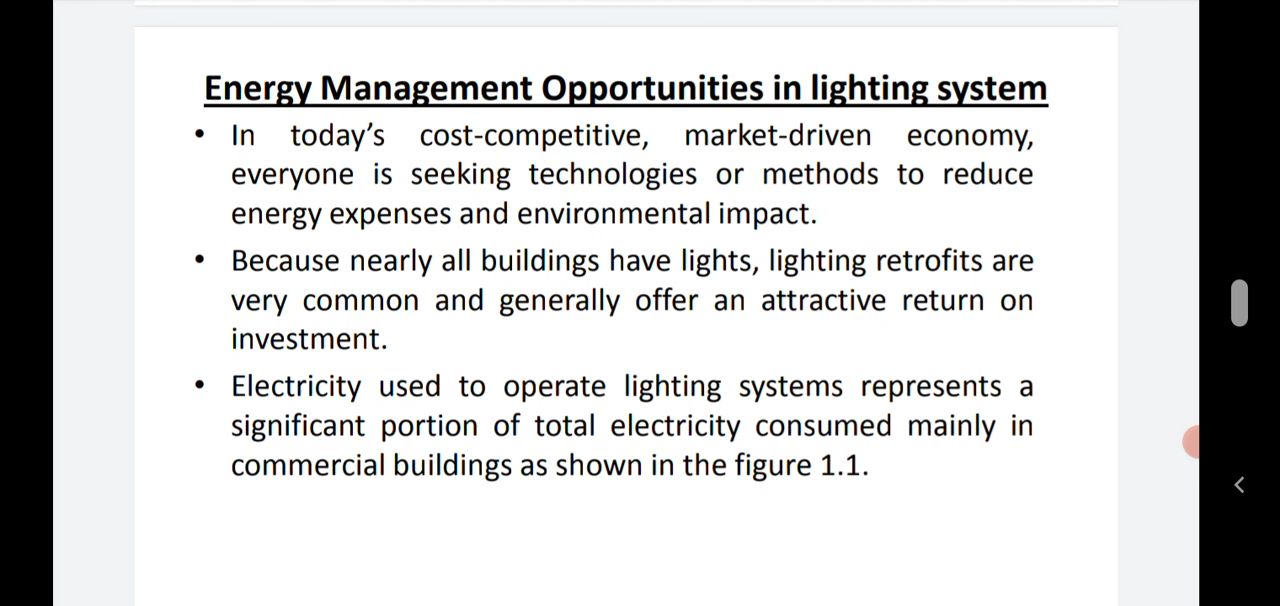 Energy Management Opportunities in lighting system
• In today’s cost-competitive, market-driven economy,
everyone is seeking technologies or methods to reduce
energy expenses and environmental impact.
• Because nearly all buildings have lights, lighting retrofits are
very common and generally offer an attractive return on
investment.
• Electricity used to operate lighting systems represents a
significant portion of total electricity consumed mainly in
commercial buildings as shown in the figure 1.1.